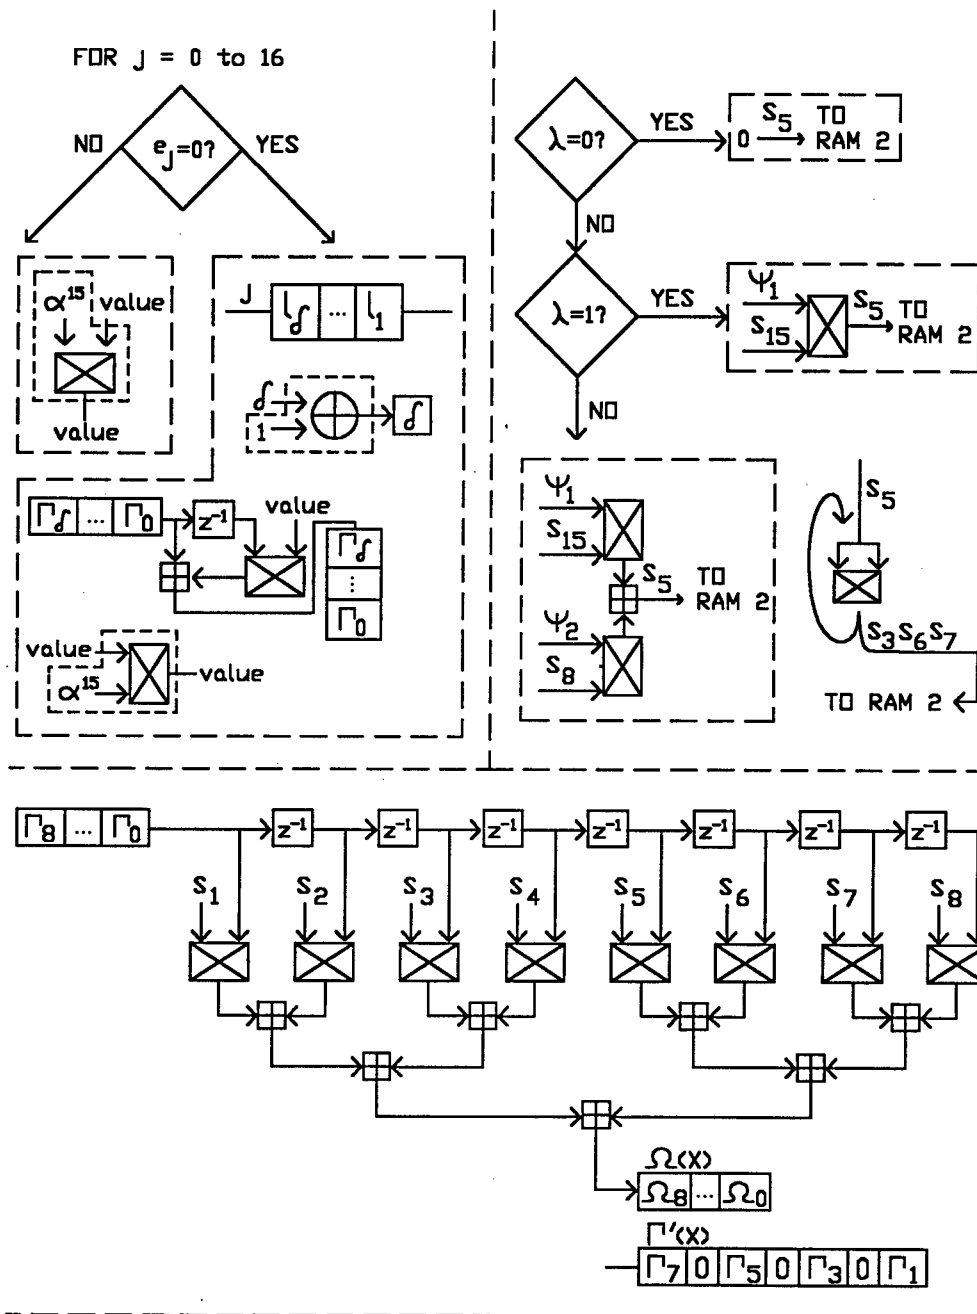 FOR j = 0 to 16
NO
e_j=0?
YES
α^15 value
value
J
l_δ ... l_1
δ
1
δ
Γ_δ ... Γ_0
z^-1
value
Γ_δ
...
Γ_0
value
α^15
value
λ=0?
YES
0
S_5
TO
RAM 2
NO
λ=1?
YES
Ψ_1
S_15
S_5
TO
RAM 2
NO
Ψ_1
S_15
S_5
TO
RAM 2
Ψ_2
S_8
S_5
S_3 S_6 S_7
TO RAM 2
Γ_8 ... Γ_0
z^-1 z^-1 z^-1 z^-1 z^-1 z^-1 z^-1
S_1 S_2 S_3 S_4 S_5 S_6 S_7 S_8
Ω(X)
Ω_8 ... Ω_0
Γ'(X)
Γ_7 0 Γ_5 0 Γ_3 0 Γ_1